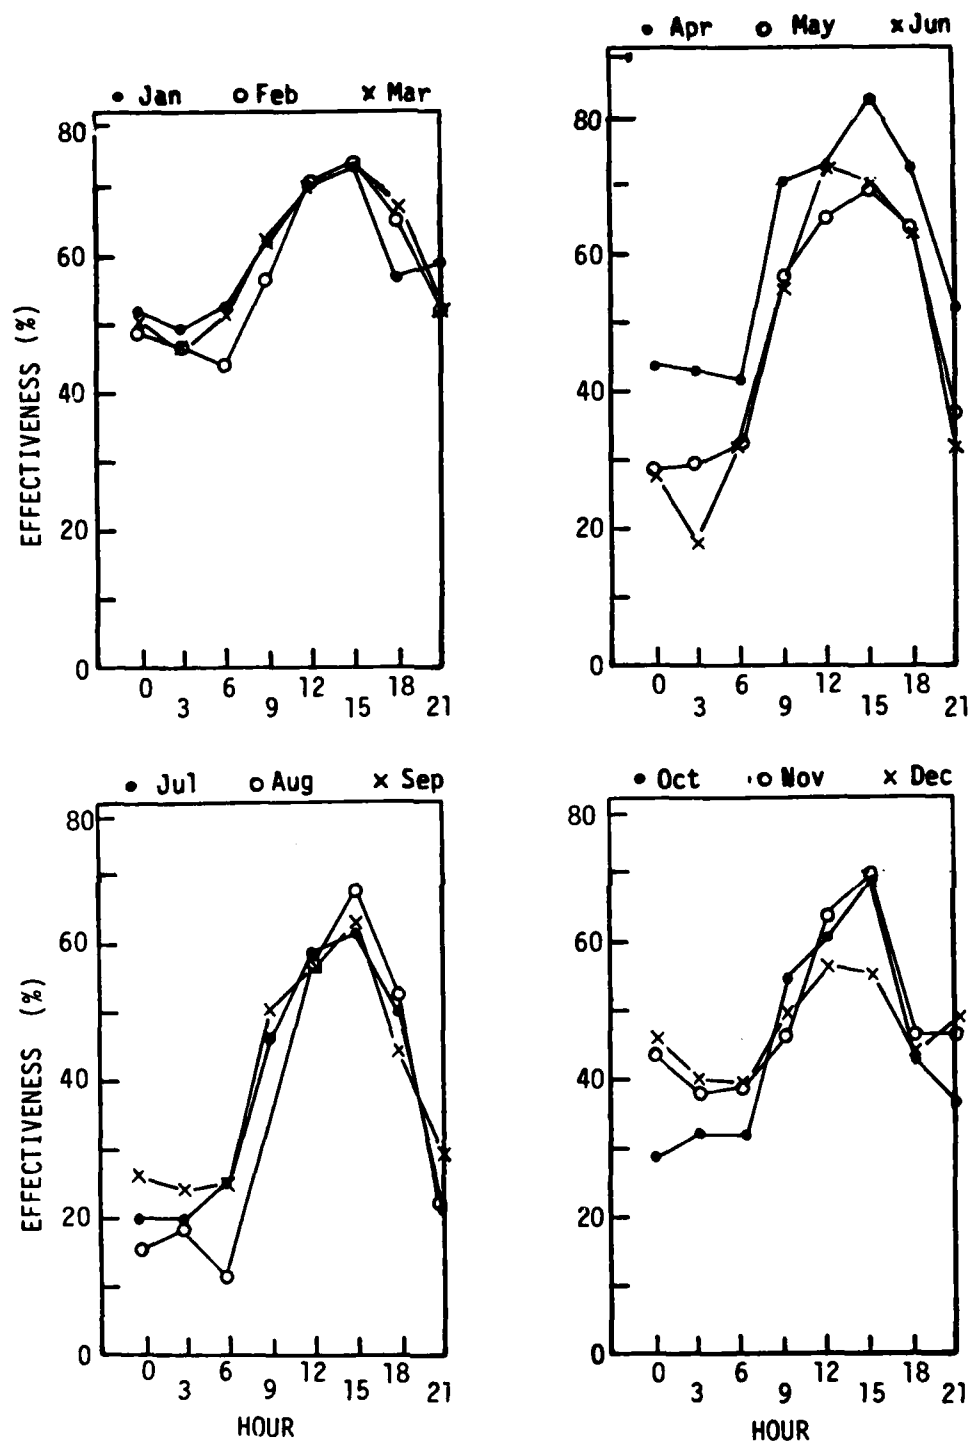 • Jan o Feb x Mar
80
60
40
20
0
EFFECTIVENESS (%)
0 3 6 9 12 15 18 21
• Apr o May x Jun
80
60
40
20
0
0 3 6 9 12 15 18 21
• Jul o Aug x Sep
80
60
40
20
0
EFFECTIVENESS (%)
0 3 6 9 12 15 18 21
HOUR
• Oct o Nov x Dec
80
60
40
20
0
0 3 6 9 12 15 18 21
HOUR